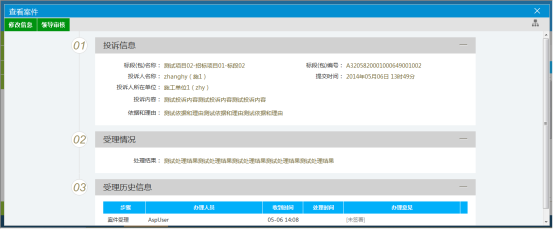 查看案件
修改信息 领导审核
01 投诉信息
标段(包)名称： 测试项目02-招标项目01-标段02 标段(包)编号： A3205820001000649001002
投诉人名称： zhanghy（施1） 提交时间： 2014年05月06日 13时49分
投诉人所在单位： 施工单位1（zhy）
投诉内容： 测试投诉内容测试投诉内容测试投诉内容
依据和理由： 测试依据和理由测试依据和理由测试依据和理由
02 受理情况
处理结果： 测试处理结果测试处理结果测试处理结果测试处理结果测试处理结果
03 受理历史信息
步骤 办理人员 收到时间 处理时间 办理意见
案件受理 AspUser 05-06 14:08 [未签署]